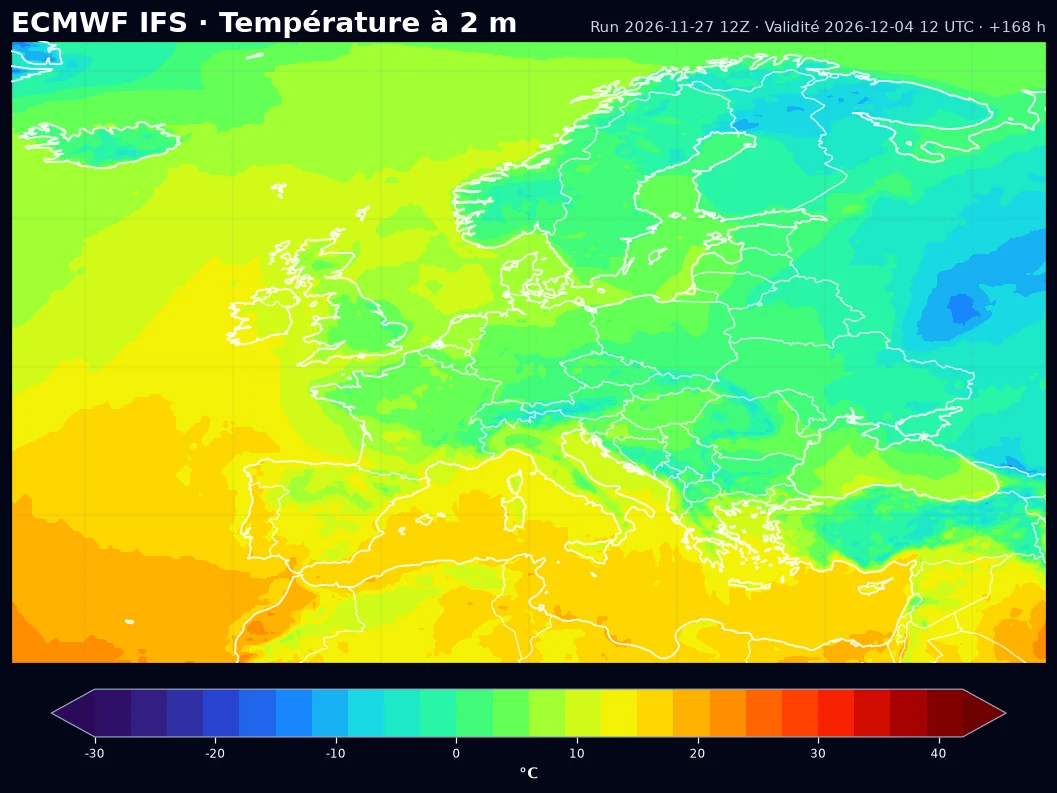 ECMWF IFS · Température à 2 m
Run 2026-11-27 12Z · Validité 2026-12-04 12 UTC · +168 h
-30 -20 -10 0 10 20 30 40
°C